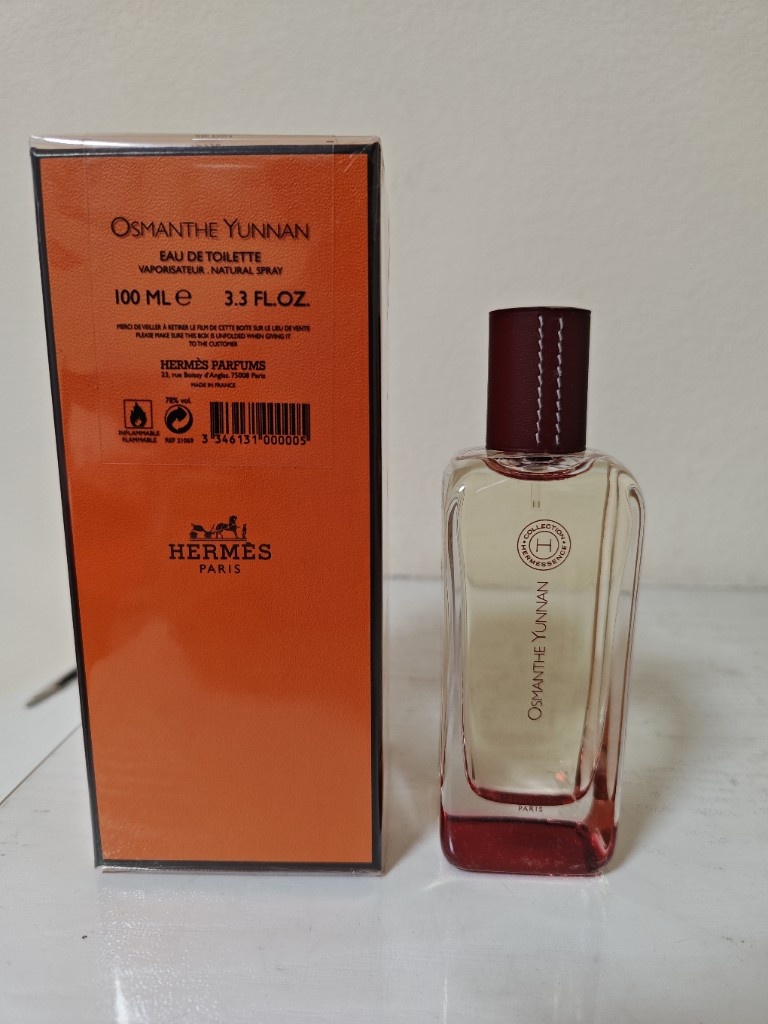 OSMANTHE YUNNAN
EAU DE TOILETTE
VAPORISATEUR . NATURAL SPRAY
100 ML e 3.3 FL.OZ.
MERCI DE VEILLER À RETIRER LE FILM DE CETTE BOITE SUR LE LIEU DE VENTE
PLEASE MAKE SURE THIS BOX IS UNFOLDED WHEN GIVING IT
TO THE CUSTOMER
HERMÈS PARFUMS
23, rue Boissy d'Anglas. 75008 Paris
MADE IN FRANCE
78% vol.
INFLAMMABLE
FLAMMABLE
REF 21069
3 346131 000005
HERMÈS
PARIS
COLLECTION
H
HERMESSENCE
OSMANTHE YUNNAN
PARIS